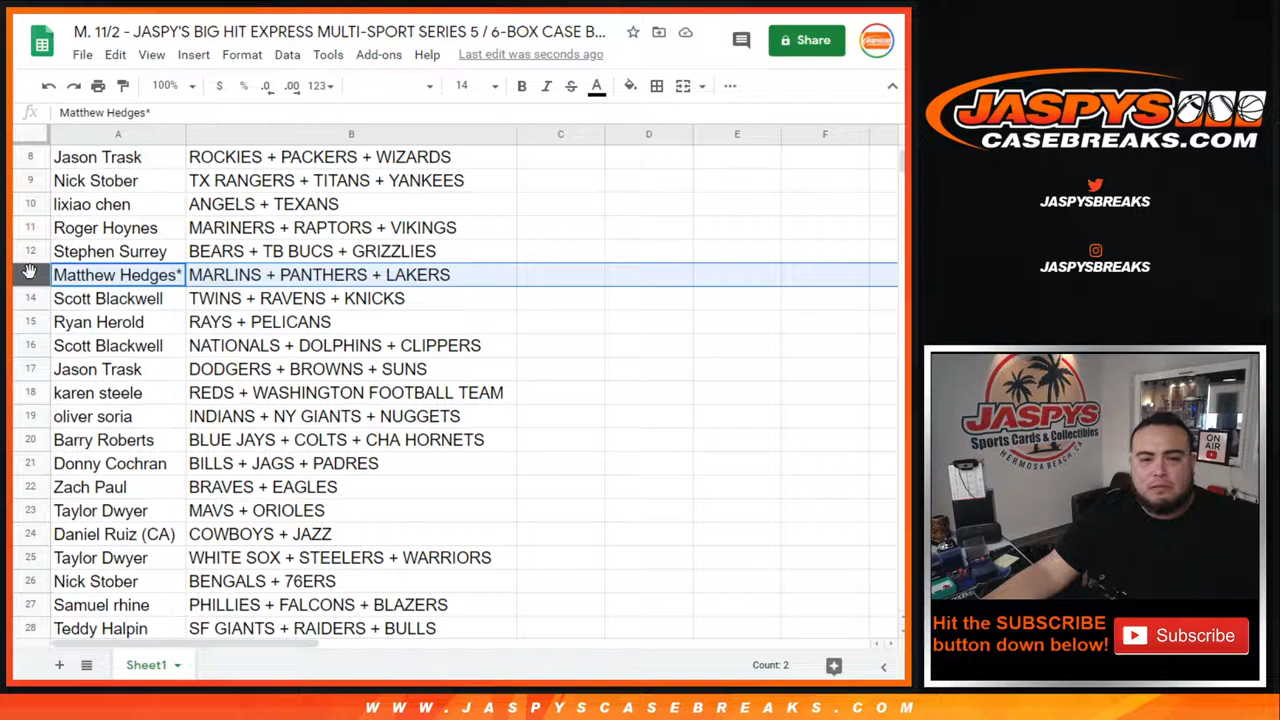 M. 11/2 - JASPY'S BIG HIT EXPRESS MULTI-SPORT SERIES 5 / 6-BOX CASE B...
File Edit View Insert Format Data Tools Add-ons Help Last edit was seconds ago
Share
100% $ % .0 .00 123 14 B I S A
fx Matthew Hedges*
A B C D E F
8 Jason Trask ROCKIES + PACKERS + WIZARDS
9 Nick Stober TX RANGERS + TITANS + YANKEES
10 lixiao chen ANGELS + TEXANS
11 Roger Hoynes MARINERS + RAPTORS + VIKINGS
12 Stephen Surrey BEARS + TB BUCS + GRIZZLIES
Matthew Hedges* MARLINS + PANTHERS + LAKERS
14 Scott Blackwell TWINS + RAVENS + KNICKS
15 Ryan Herold RAYS + PELICANS
16 Scott Blackwell NATIONALS + DOLPHINS + CLIPPERS
17 Jason Trask DODGERS + BROWNS + SUNS
18 karen steele REDS + WASHINGTON FOOTBALL TEAM
19 oliver soria INDIANS + NY GIANTS + NUGGETS
20 Barry Roberts BLUE JAYS + COLTS + CHA HORNETS
21 Donny Cochran BILLS + JAGS + PADRES
22 Zach Paul BRAVES + EAGLES
23 Taylor Dwyer MAVS + ORIOLES
24 Daniel Ruiz (CA) COWBOYS + JAZZ
25 Taylor Dwyer WHITE SOX + STEELERS + WARRIORS
26 Nick Stober BENGALS + 76ERS
27 Samuel rhine PHILLIES + FALCONS + BLAZERS
28 Teddy Halpin SF GIANTS + RAIDERS + BULLS
Sheet1 Count: 2
JASPYS
CASEBREAKS.COM
JASPYSBREAKS
JASPYSBREAKS
JASPYS
Sports Cards & Collectibles
HERMOSA BEACH, CA
ON AIR
Hit the SUBSCRIBE
button down below!
Subscribe
WWW.JASPYSCASEBREAKS.COM